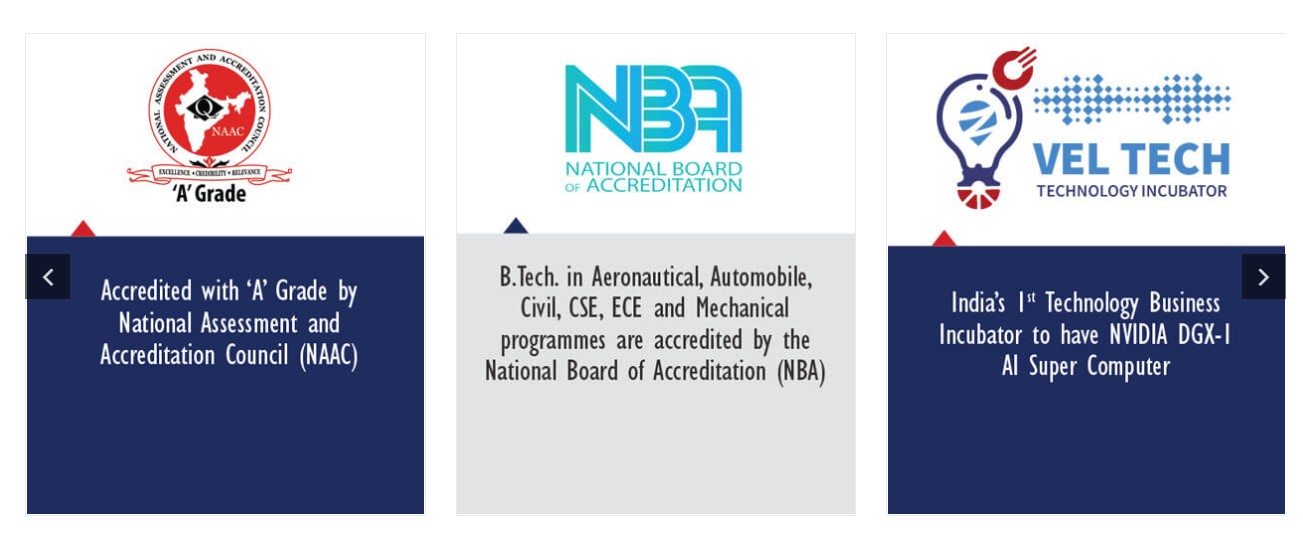 NATIONAL ASSESSMENT AND ACCREDITATION COUNCIL
Q
NAAC
EXCELLENCE • CREDIBILITY • RELEVANCE
‘A’ Grade
Accredited with ‘A’ Grade by
National Assessment and
Accreditation Council (NAAC)
NBA
NATIONAL BOARD
OF ACCREDITATION
B.Tech. in Aeronautical, Automobile,
Civil, CSE, ECE and Mechanical
programmes are accredited by the
National Board of Accreditation (NBA)
VEL TECH
TECHNOLOGY INCUBATOR
India’s 1st Technology Business
Incubator to have NVIDIA DGX-1
AI Super Computer